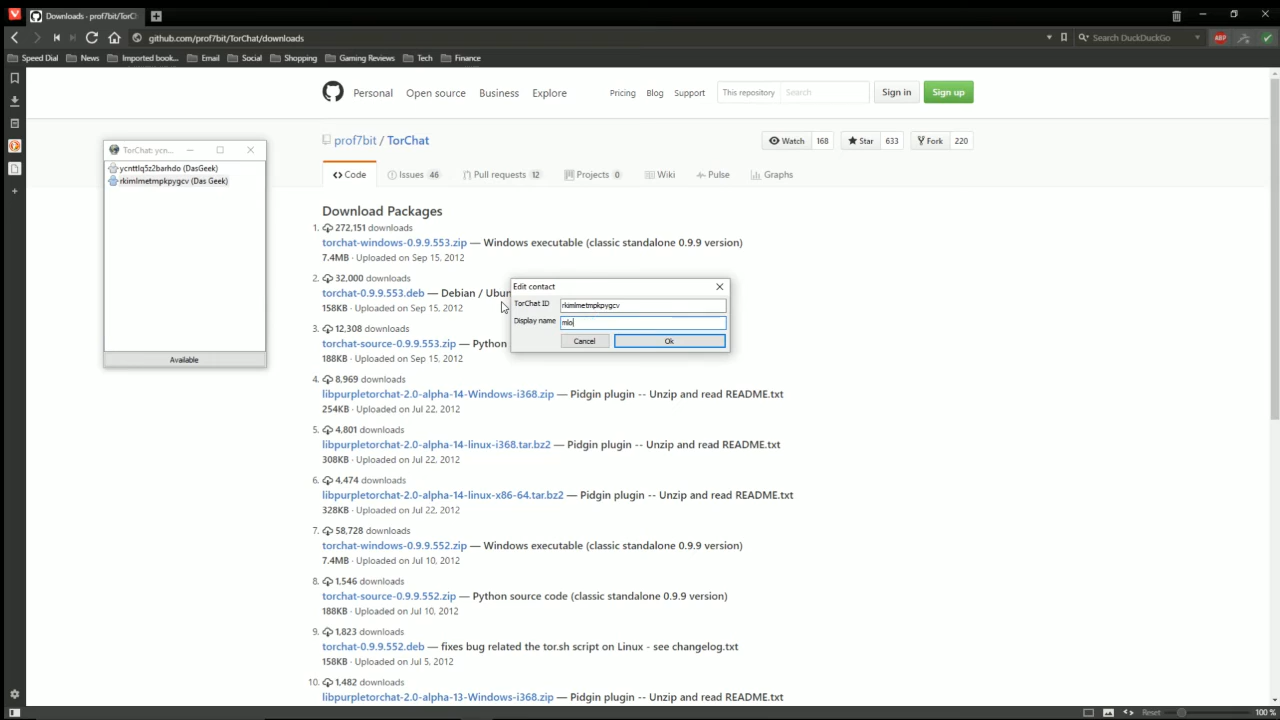 Downloads - prof7bit/TorC
github.com/prof7bit/TorChat/downloads
Search DuckDuckGo
ABP
Speed Dial
News
Imported book...
Email
Social
Shopping
Gaming Reviews
Tech
Finance
Personal
Open source
Business
Explore
Pricing
Blog
Support
This repository
Search
Sign in
Sign up
prof7bit / TorChat
Watch 168
Star 633
Fork 220
Code
Issues 46
Pull requests 12
Projects 0
Wiki
Pulse
Graphs
TorChat: ycn...
ycnttlq5z2barhdo (DasGeek)
rkimlmetmpkpygcv (Das Geek)
Available
Download Packages
1. 272,151 downloads
torchat-windows-0.9.9.553.zip — Windows executable (classic standalone 0.9.9 version)
7.4MB · Uploaded on Sep 15, 2012
2. 32,000 downloads
torchat-0.9.9.553.deb — Debian / Ubun
158KB · Uploaded on Sep 15, 2012
3. 12,308 downloads
torchat-source-0.9.9.553.zip — Python
188KB · Uploaded on Sep 15, 2012
Edit contact
TorChat ID
rkimlmetmpkpygcv
Display name
mlo
Cancel
Ok
4. 8,969 downloads
libpurpletorchat-2.0-alpha-14-Windows-i368.zip — Pidgin plugin -- Unzip and read README.txt
254KB · Uploaded on Jul 22, 2012
5. 4,801 downloads
libpurpletorchat-2.0-alpha-14-linux-i368.tar.bz2 — Pidgin plugin -- Unzip and read README.txt
308KB · Uploaded on Jul 22, 2012
6. 4,474 downloads
libpurpletorchat-2.0-alpha-14-linux-x86-64.tar.bz2 — Pidgin plugin -- Unzip and read README.txt
328KB · Uploaded on Jul 22, 2012
7. 58,728 downloads
torchat-windows-0.9.9.552.zip — Windows executable (classic standalone 0.9.9 version)
7.4MB · Uploaded on Jul 10, 2012
8. 1,546 downloads
torchat-source-0.9.9.552.zip — Python source code (classic standalone 0.9.9 version)
188KB · Uploaded on Jul 10, 2012
9. 1,823 downloads
torchat-0.9.9.552.deb — fixes bug related the tor.sh script on Linux - see changelog.txt
158KB · Uploaded on Jul 5, 2012
10. 1,482 downloads
libpurpletorchat-2.0-alpha-13-Windows-i368.zip — Pidgin plugin -- Unzip and read README.txt
Reset
100 %